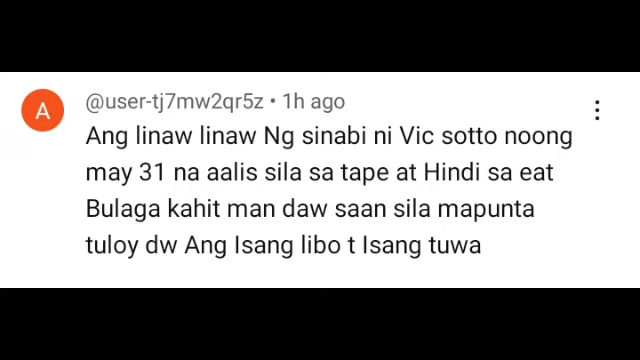 A
@user-tj7mw2qr5z • 1h ago
Ang linaw linaw Ng sinabi ni Vic sotto noong
may 31 na aalis sila sa tape at Hindi sa eat
Bulaga kahit man daw saan sila mapunta
tuloy dw Ang Isang libo t Isang tuwa